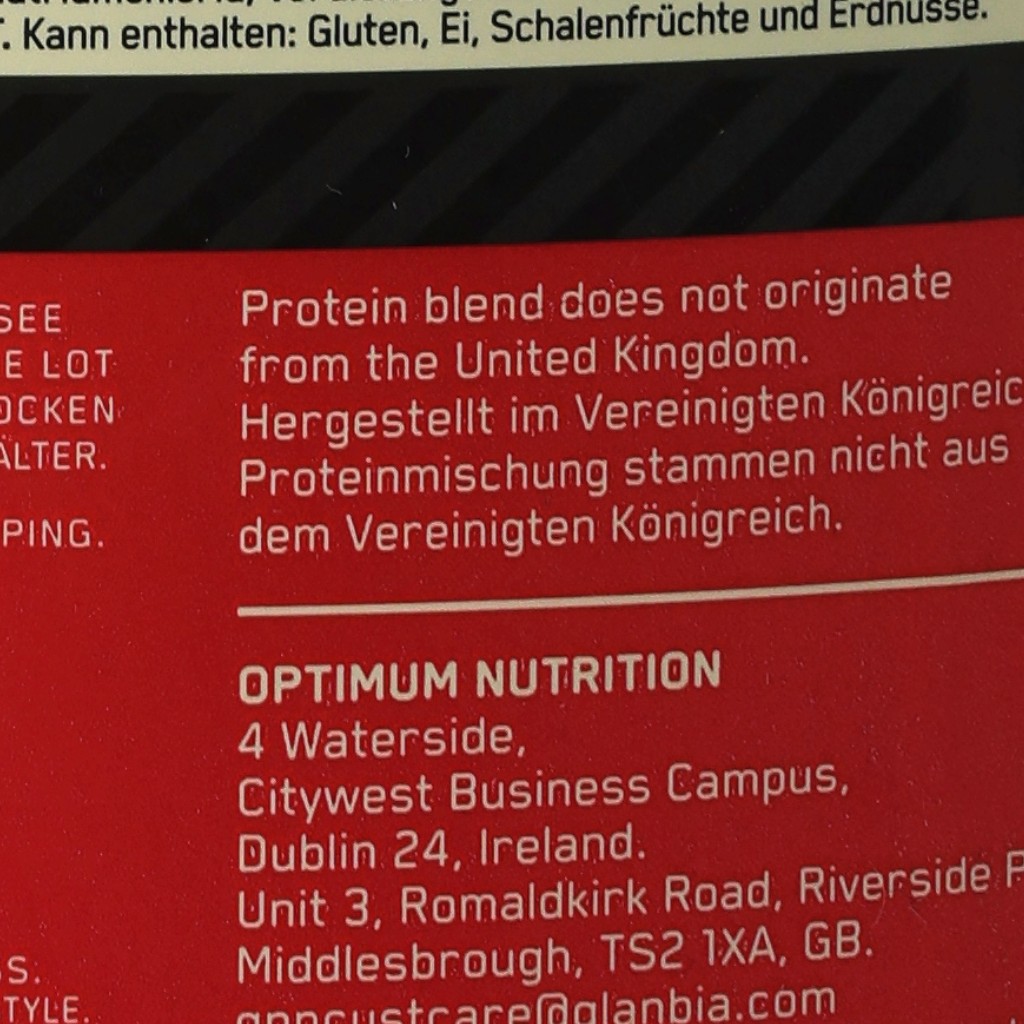 Kann enthalten: Gluten, Ei, Schalenfrüchte und Erdnüsse.
SEE
E LOT
OCKEN
ÄLTER.
PING.
Protein blend does not originate
from the United Kingdom.
Hergestellt im Vereinigten Königreic
Proteinmischung stammen nicht aus
dem Vereinigten Königreich.
OPTIMUM NUTRITION
4 Waterside,
Citywest Business Campus,
Dublin 24, Ireland.
Unit 3, Romaldkirk Road, Riverside P
Middlesbrough, TS2 1XA, GB.
S.
TYLE.